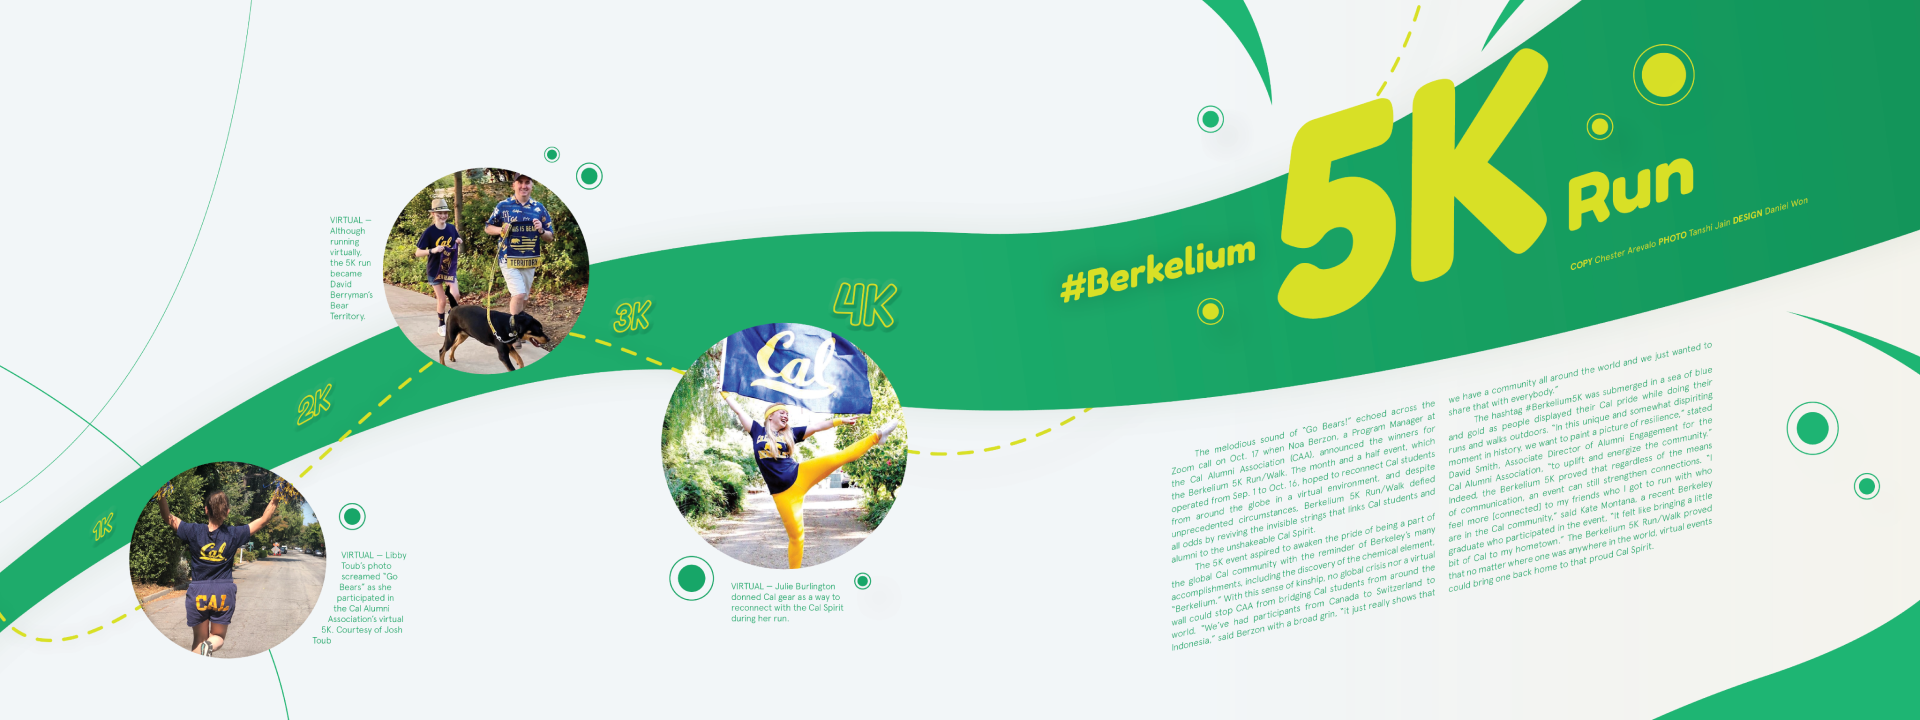 #Berkelium
5K
Run
COPY Chester Arevalo PHOTO Tanshi Jain DESIGN Daniel Won
1K
2K
3K
4K
VIRTUAL —
Although
running
virtually,
the 5K run
became
David
Berryman's
Bear
Territory.
Cal
THIS IS BEAR
TERRITORY
VIRTUAL — Libby
Toub's photo
screamed "Go
Bears" as she
participated in
the Cal Alumni
Association's virtual
5K. Courtesy of Josh
Toub
Cal
CAL
Cal
VIRTUAL — Julie Burlington
donned Cal gear as a way to
reconnect with the Cal Spirit
during her run.
The melodious sound of "Go Bears!" echoed across the
Zoom call on Oct. 17 when Noa Berzon, a Program Manager at
the Cal Alumni Association (CAA), announced the winners for
the Berkelium 5K Run/Walk. The month and a half event, which
operated from Sep. 1 to Oct. 16, hoped to reconnect Cal students
from around the globe in a virtual environment, and despite
unprecedented circumstances, Berkelium 5K Run/Walk defied
all odds by reviving the invisible strings that links Cal students and
alumni to the unshakeable Cal Spirit.
The 5K event aspired to awaken the pride of being a part of
the global Cal community with the reminder of Berkeley's many
accomplishments, including the discovery of the chemical element,
"Berkelium." With this sense of kinship, no global crisis nor a virtual
wall could stop CAA from bridging Cal students from around the
world. "We've had participants from Canada to Switzerland to
Indonesia," said Berzon with a broad grin. "It just really shows that
we have a community all around the world and we just wanted to
share that with everybody."
The hashtag #Berkelium5K was submerged in a sea of blue
and gold as people displayed their Cal pride while doing their
runs and walks outdoors. "In this unique and somewhat dispiriting
moment in history, we want to paint a picture of resilience," stated
David Smith, Associate Director of Alumni Engagement for the
Cal Alumni Association, "to uplift and energize the community."
Indeed, the Berkelium 5K proved that regardless of the means
of communication, an event can still strengthen connections. "I
feel more [connected] to my friends who I got to run with who
are in the Cal community," said Kate Montana, a recent Berkeley
graduate who participated in the event. "It felt like bringing a little
bit of Cal to my hometown." The Berkelium 5K Run/Walk proved
that no matter where one was anywhere in the world, virtual events
could bring one back home to that proud Cal Spirit.